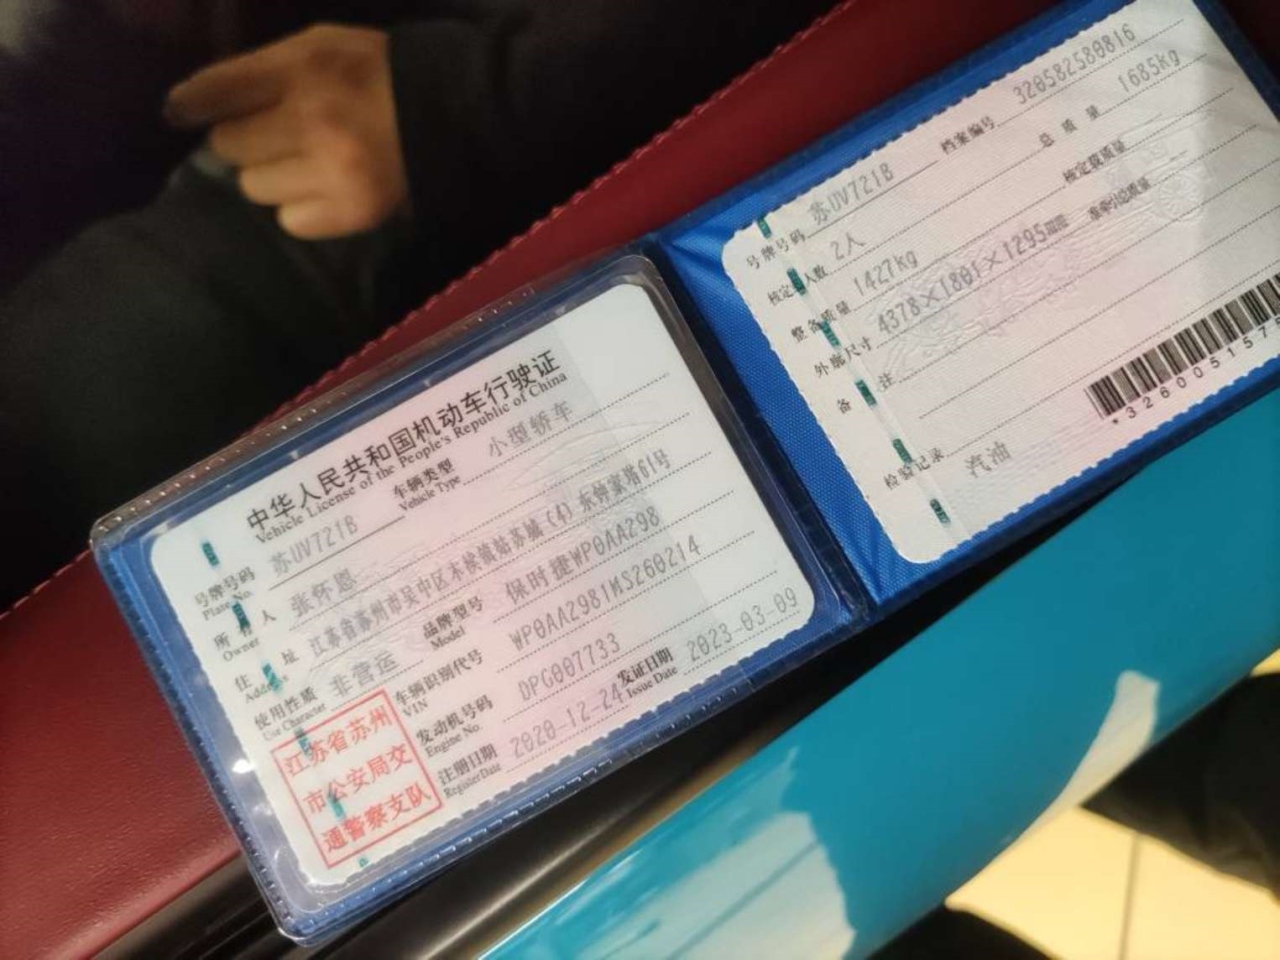 中华人民共和国机动车行驶证
Vehicle License of the People's Republic of China
号牌号码 苏UV721B 车辆类型 小型轿车
Plate No. Vehicle Type
所有人 张怀恩
Owner
住址 江苏省苏州市吴中区木渎镇姑苏城(4)东钟家塔61号
Address
使用性质 非营运 品牌型号 保时捷WP0AA298
Use Character Model
车辆识别代号 WP0AA2981MS260214
VIN
发动机号码 DPG007733
Engine No.
注册日期 2020-12-24 发证日期 2023-03-09
Register Date Issue Date
江苏省苏州
市公安局交
通警察支队
号牌号码 苏UV721B 档案编号 320582580816
核定人数 2人 总质量 1685kg
整备质量 1427kg 核定载质量
外廓尺寸 4378×1801×1295mm 准牵引总质量
备注
检验记录 汽油
*3260051575